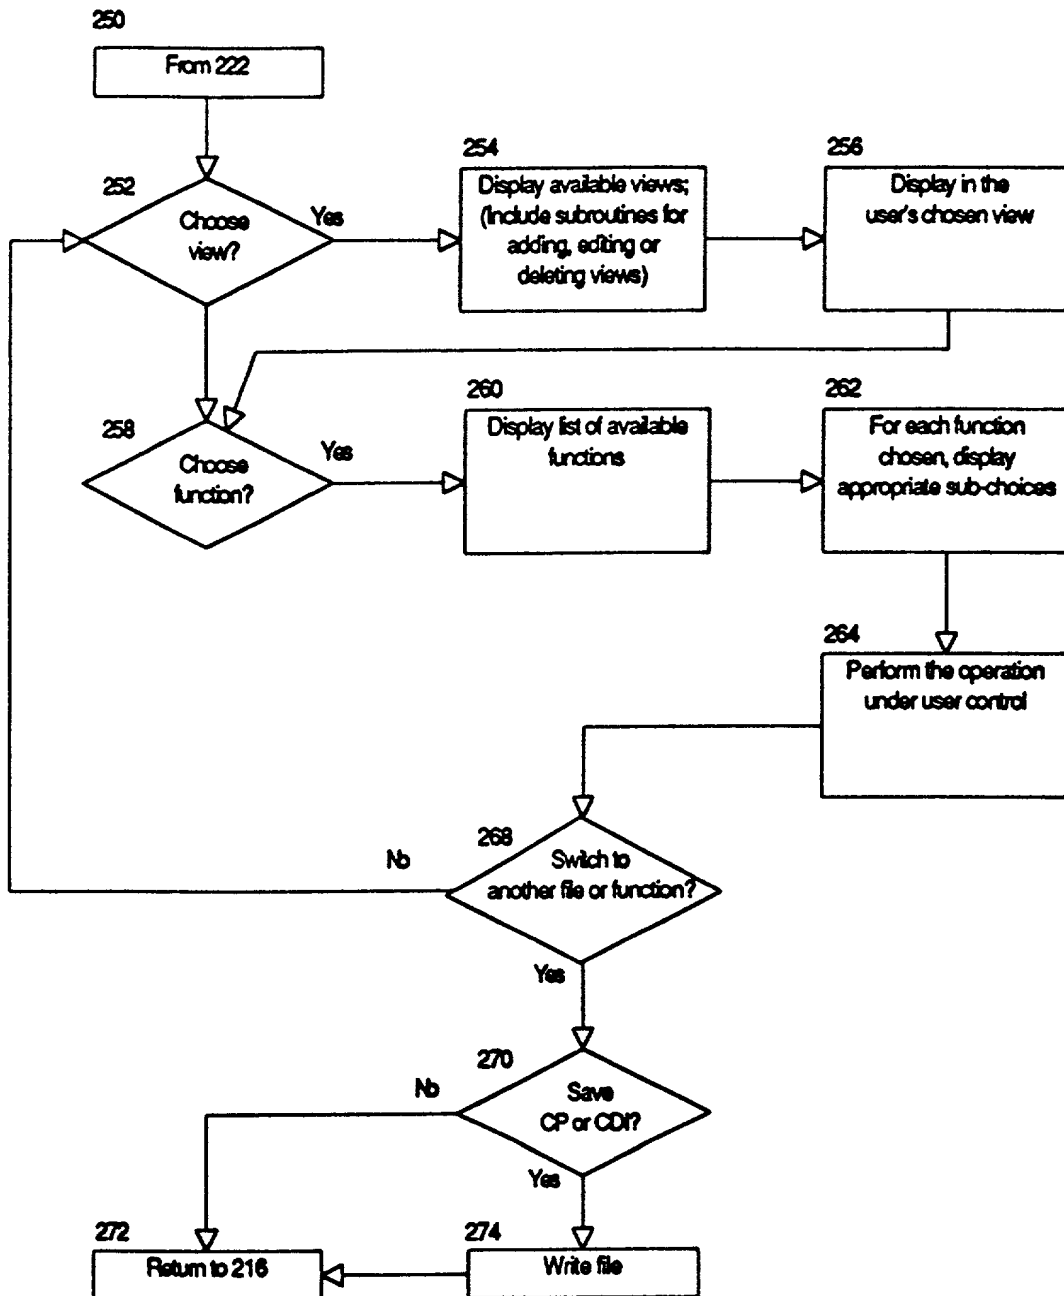 250
From 222
252
Choose
view?
Yes
254
Display available views;
(Include subroutines for
adding, editing or
deleting views)
256
Display in the
user's chosen view
258
Choose
function?
Yes
260
Display list of available
functions
262
For each function
chosen, display
appropriate sub-choices
264
Perform the operation
under user control
268
Switch to
another file or function?
No
Yes
270
Save
CP or CDI?
No
Yes
272
Return to 216
274
Write file